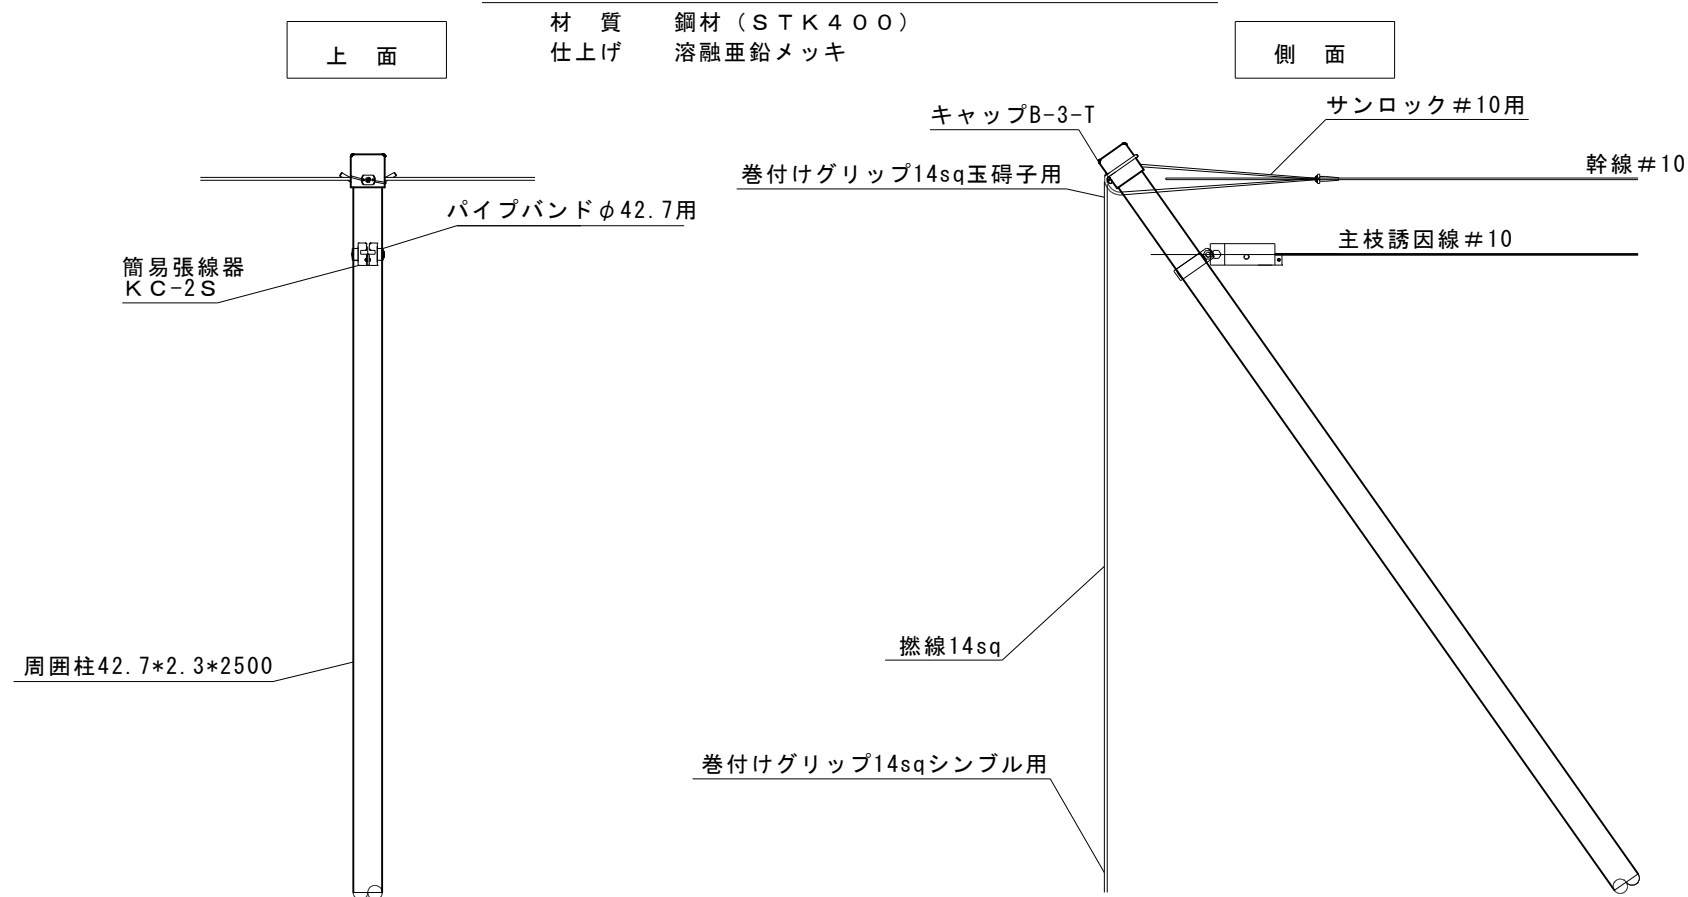 材　質　　鋼材（ＳＴＫ４００）
仕上げ　　溶融亜鉛メッキ
上　面
側　面
キャップB-3-T
サンロック＃10用
巻付けグリップ14sq玉碍子用
幹線＃10
パイプバンドφ42.7用
主枝誘因線＃10
簡易張線器
ＫＣ-2Ｓ
撚線14sq
周囲柱42.7*2.3*2500
巻付けグリップ14sqシンブル用